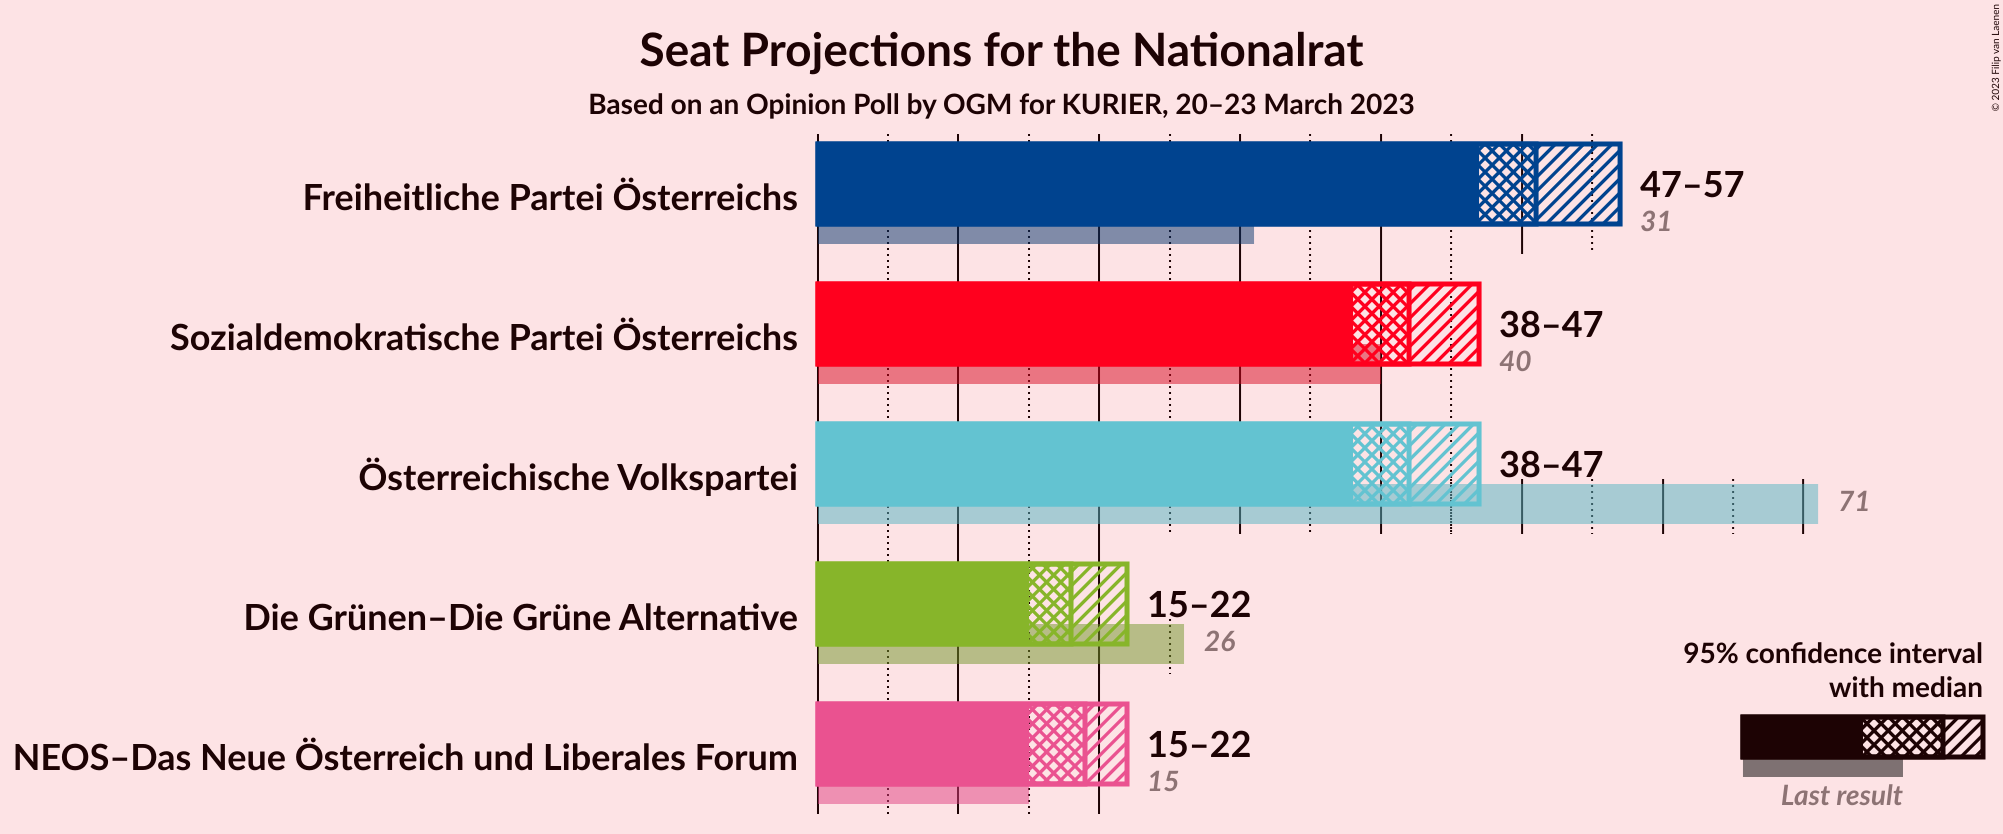 Seat Projections for the Nationalrat
Based on an Opinion Poll by OGM for KURIER, 20–23 March 2023
© 2023 Filip van Laenen
Freiheitliche Partei Österreichs
47–57
31
Sozialdemokratische Partei Österreichs
38–47
40
Österreichische Volkspartei
38–47
71
Die Grünen–Die Grüne Alternative
15–22
26
NEOS–Das Neue Österreich und Liberales Forum
15–22
15
95% confidence interval
with median
Last result